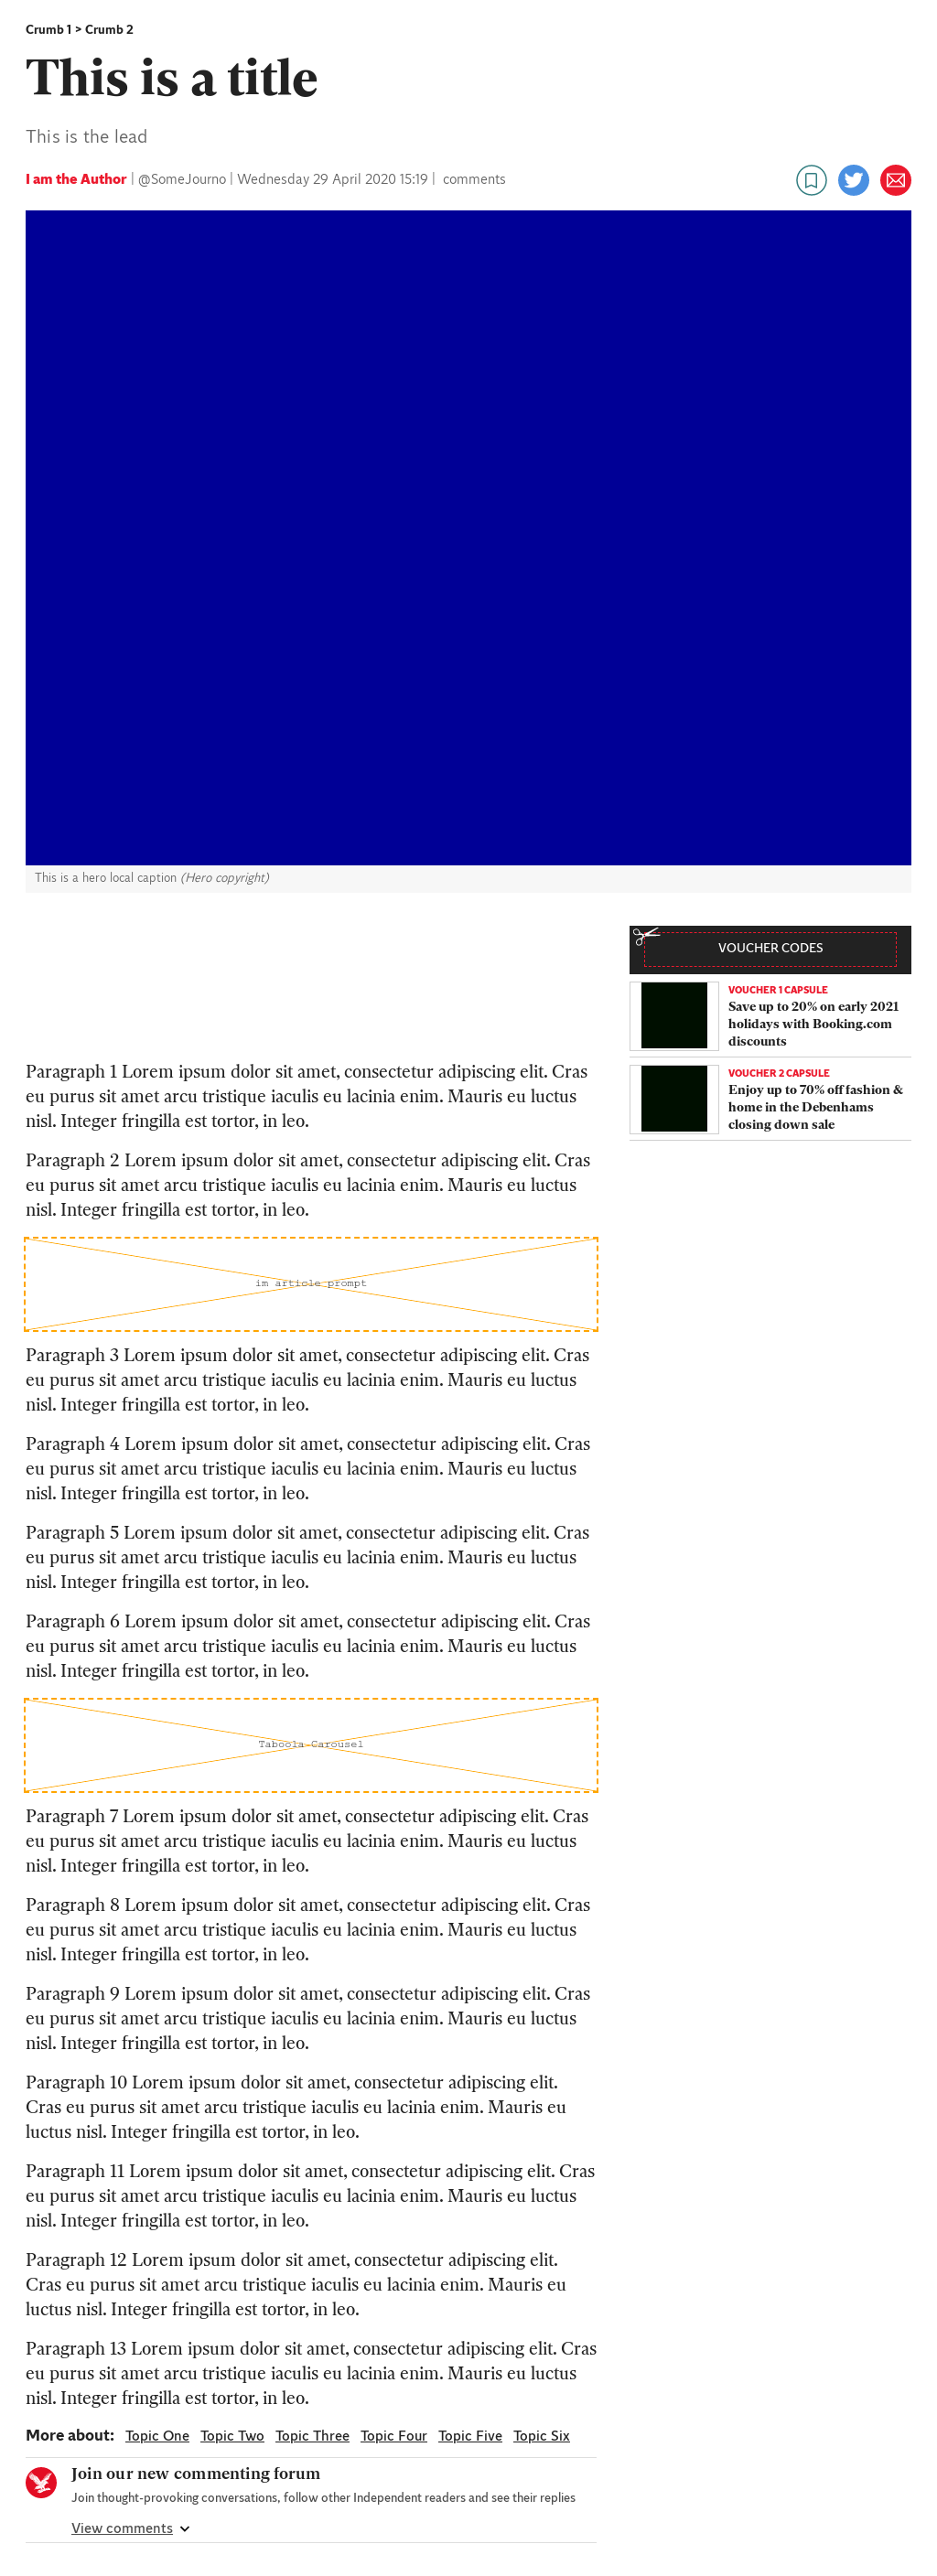 Crumb 1 > Crumb 2
This is a title
This is the lead
I am the Author | @SomeJourno | Wednesday 29 April 2020 15:19 | comments
This is a hero local caption (Hero copyright)
VOUCHER CODES
VOUCHER 1 CAPSULE
Save up to 20% on early 2021
holidays with Booking.com
discounts
VOUCHER 2 CAPSULE
Enjoy up to 70% off fashion &
home in the Debenhams
closing down sale
Paragraph 1 Lorem ipsum dolor sit amet, consectetur adipiscing elit. Cras
eu purus sit amet arcu tristique iaculis eu lacinia enim. Mauris eu luctus
nisl. Integer fringilla est tortor, in leo.
Paragraph 2 Lorem ipsum dolor sit amet, consectetur adipiscing elit. Cras
eu purus sit amet arcu tristique iaculis eu lacinia enim. Mauris eu luctus
nisl. Integer fringilla est tortor, in leo.
im article prompt
Paragraph 3 Lorem ipsum dolor sit amet, consectetur adipiscing elit. Cras
eu purus sit amet arcu tristique iaculis eu lacinia enim. Mauris eu luctus
nisl. Integer fringilla est tortor, in leo.
Paragraph 4 Lorem ipsum dolor sit amet, consectetur adipiscing elit. Cras
eu purus sit amet arcu tristique iaculis eu lacinia enim. Mauris eu luctus
nisl. Integer fringilla est tortor, in leo.
Paragraph 5 Lorem ipsum dolor sit amet, consectetur adipiscing elit. Cras
eu purus sit amet arcu tristique iaculis eu lacinia enim. Mauris eu luctus
nisl. Integer fringilla est tortor, in leo.
Paragraph 6 Lorem ipsum dolor sit amet, consectetur adipiscing elit. Cras
eu purus sit amet arcu tristique iaculis eu lacinia enim. Mauris eu luctus
nisl. Integer fringilla est tortor, in leo.
Taboola-Carousel
Paragraph 7 Lorem ipsum dolor sit amet, consectetur adipiscing elit. Cras
eu purus sit amet arcu tristique iaculis eu lacinia enim. Mauris eu luctus
nisl. Integer fringilla est tortor, in leo.
Paragraph 8 Lorem ipsum dolor sit amet, consectetur adipiscing elit. Cras
eu purus sit amet arcu tristique iaculis eu lacinia enim. Mauris eu luctus
nisl. Integer fringilla est tortor, in leo.
Paragraph 9 Lorem ipsum dolor sit amet, consectetur adipiscing elit. Cras
eu purus sit amet arcu tristique iaculis eu lacinia enim. Mauris eu luctus
nisl. Integer fringilla est tortor, in leo.
Paragraph 10 Lorem ipsum dolor sit amet, consectetur adipiscing elit.
Cras eu purus sit amet arcu tristique iaculis eu lacinia enim. Mauris eu
luctus nisl. Integer fringilla est tortor, in leo.
Paragraph 11 Lorem ipsum dolor sit amet, consectetur adipiscing elit. Cras
eu purus sit amet arcu tristique iaculis eu lacinia enim. Mauris eu luctus
nisl. Integer fringilla est tortor, in leo.
Paragraph 12 Lorem ipsum dolor sit amet, consectetur adipiscing elit.
Cras eu purus sit amet arcu tristique iaculis eu lacinia enim. Mauris eu
luctus nisl. Integer fringilla est tortor, in leo.
Paragraph 13 Lorem ipsum dolor sit amet, consectetur adipiscing elit. Cras
eu purus sit amet arcu tristique iaculis eu lacinia enim. Mauris eu luctus
nisl. Integer fringilla est tortor, in leo.
More about: Topic One Topic Two Topic Three Topic Four Topic Five Topic Six
Join our new commenting forum
Join thought-provoking conversations, follow other Independent readers and see their replies
View comments